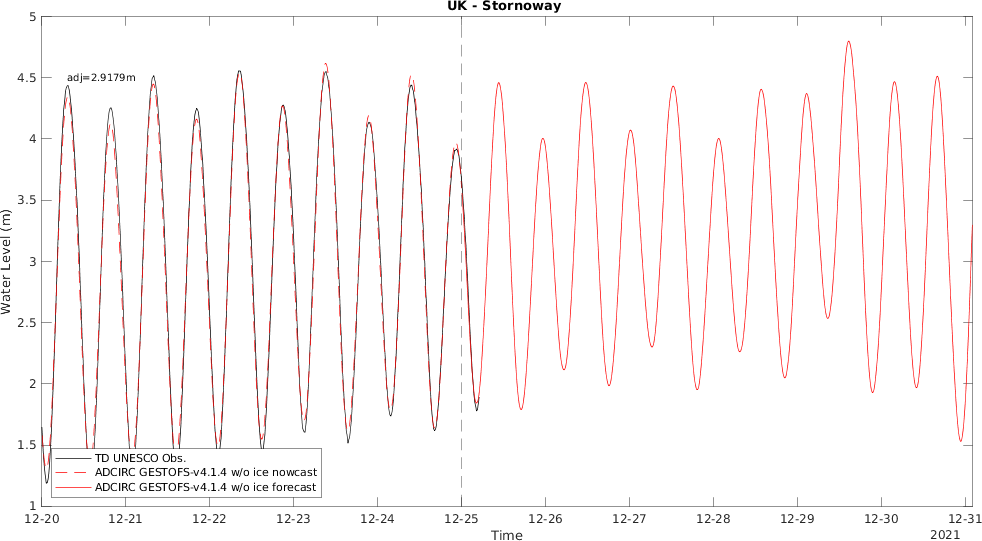 UK - Stornoway
5
4.5
4
3.5
3
2.5
2
1.5
1
Water Level (m)
adj=2.9179m
TD UNESCO Obs.
ADCIRC GESTOFS-v4.1.4 w/o ice nowcast
ADCIRC GESTOFS-v4.1.4 w/o ice forecast
12-20 12-21 12-22 12-23 12-24 12-25 12-26 12-27 12-28 12-29 12-30 12-31
Time
2021